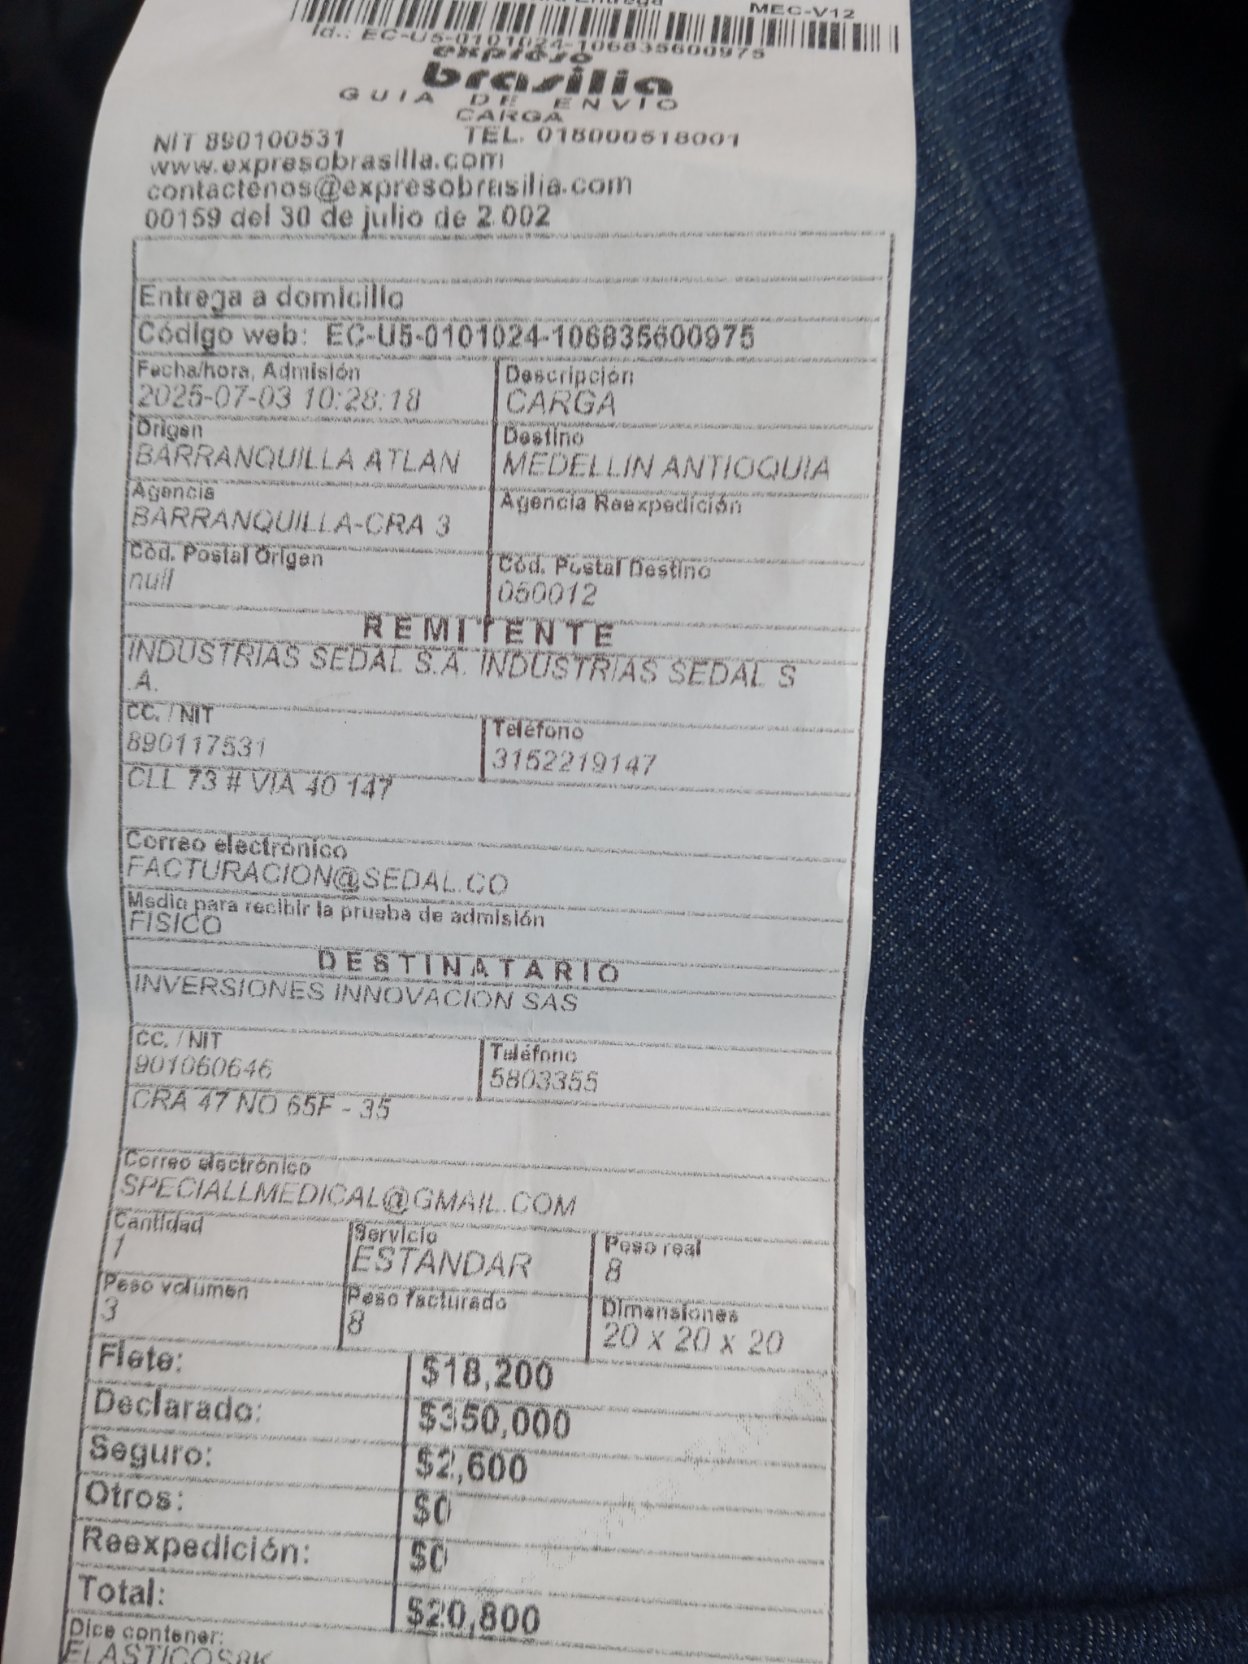 MEC-V12
Id.: EC-U5-0101024-106835600975
expreso
brasilia
GUIA DE ENVIO
CARGA
NIT 890100531 TEL. 018000518001
www.expresobrasilia.com
contactenos@expresobrasilia.com
00159 del 30 de julio de 2.002
Entrega a domicilio
Código web: EC-U5-0101024-106835600975
Fecha/hora, Admisión Descripción
2025-07-03 10:28:18 CARGA
Origen Destino
BARRANQUILLA ATLAN MEDELLIN ANTIOQUIA
Agencia Agencia Reexpedición
BARRANQUILLA-CRA 3
Cód. Postal Origen Cód. Postal Destino
null 050012
REMITENTE
INDUSTRIAS SEDAL S.A. INDUSTRIAS SEDAL S
.A.
CC. / NIT Teléfono
890117531 3152219147
CLL 73 # VIA 40 147
Correo electrónico
FACTURACION@SEDAL.CO
Medio para recibir la prueba de admisión
FISICO
DESTINATARIO
INVERSIONES INNOVACION SAS
CC. / NIT Teléfono
901060646 5803355
CRA 47 NO 65F - 35
Correo electrónico
SPECIALLMEDICAL@GMAIL.COM
Cantidad Servicio Peso real
1 ESTANDAR 8
Peso volumen Peso facturado Dimensiones
3 8 20 x 20 x 20
Flete: $18,200
Declarado: $350,000
Seguro: $2,600
Otros: $0
Reexpedición: $0
Total: $20,800
Dice contener:
ELASTICOS8K